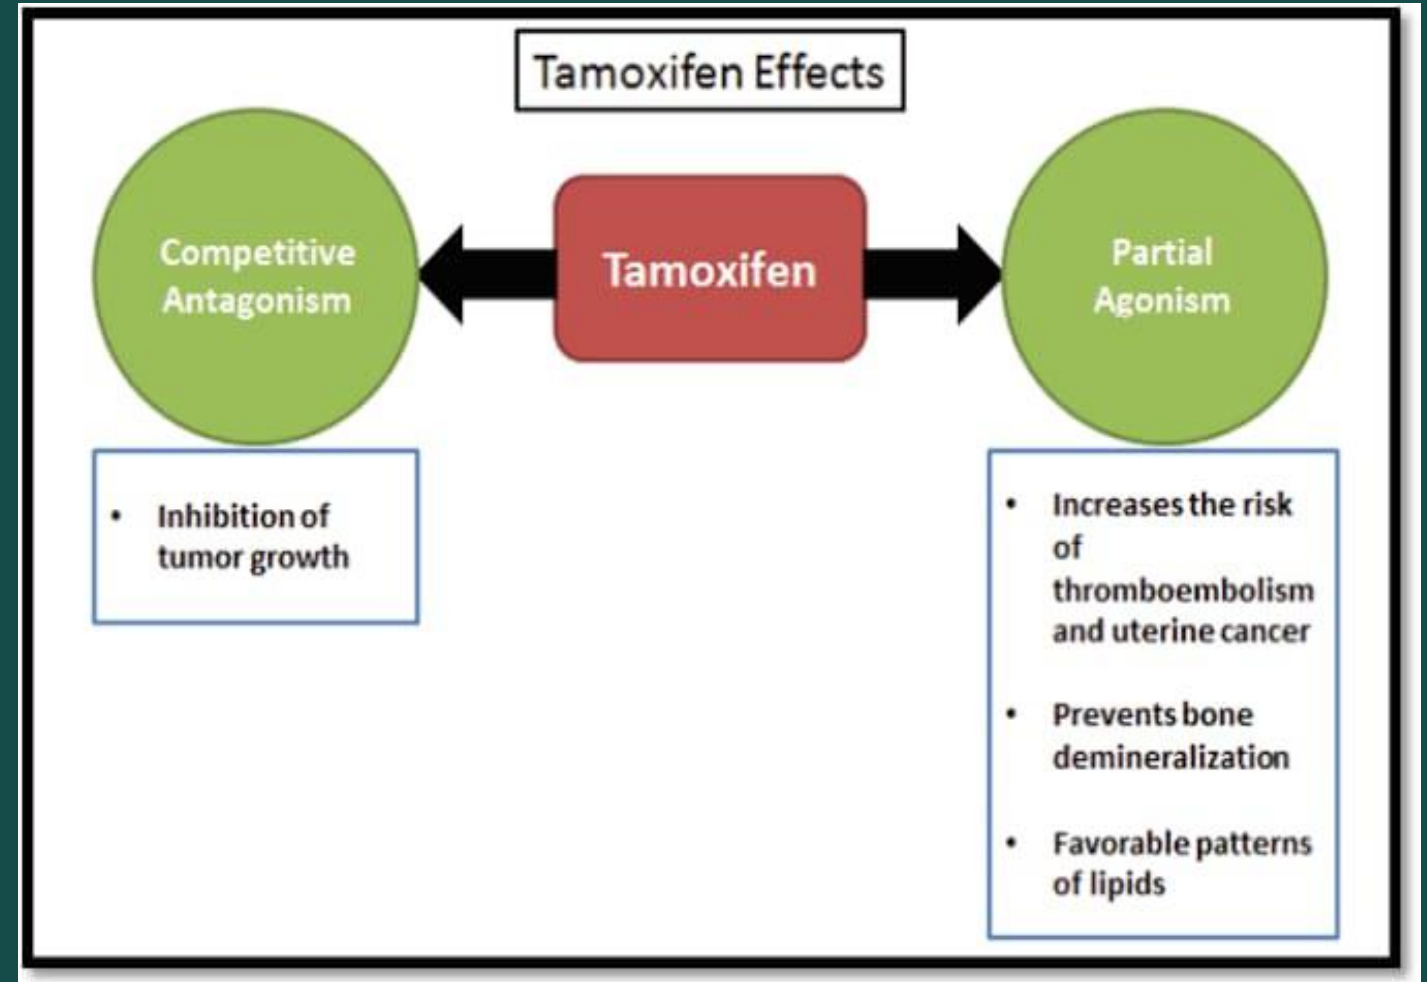 Tamoxifen Effects
Competitive
Antagonism
Tamoxifen
Partial
Agonism
• Inhibition of
tumor growth
• Increases the risk
of
thromboembolism
and uterine cancer
• Prevents bone
demineralization
• Favorable patterns
of lipids